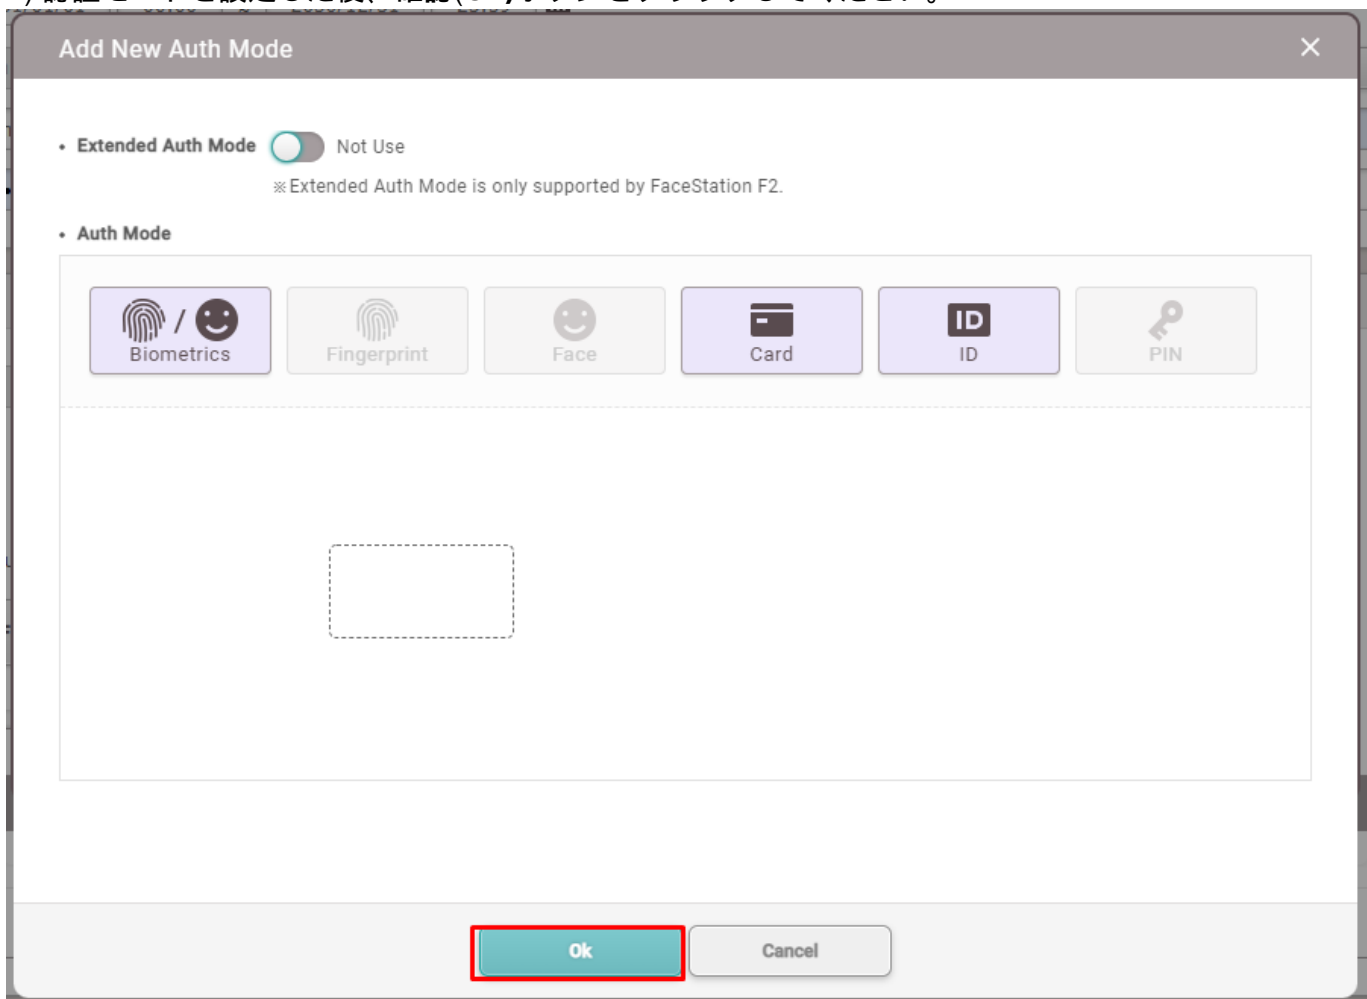 Add New Auth Mode
• Extended Auth Mode Not Use
※Extended Auth Mode is only supported by FaceStation F2.
• Auth Mode
/
Biometrics
Fingerprint
Face
Card
ID
ID
PIN
Ok
Cancel